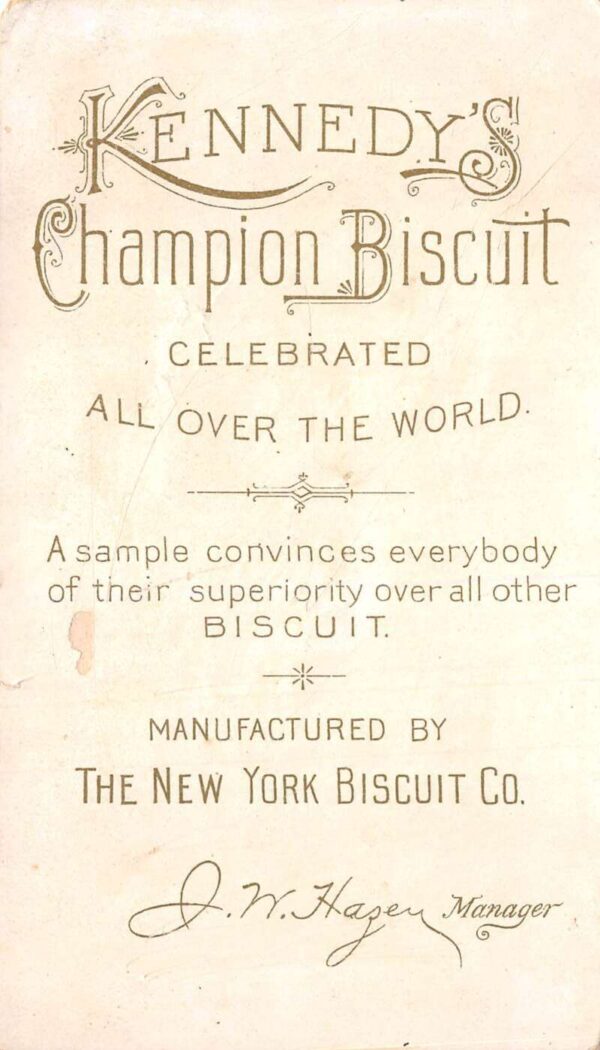 KENNEDY'S
Champion Biscuit
CELEBRATED
ALL OVER THE WORLD.
A sample convinces everybody
of their superiority over all other
BISCUIT.
MANUFACTURED BY
THE NEW YORK BISCUIT CO.
J. W. Hazen Manager